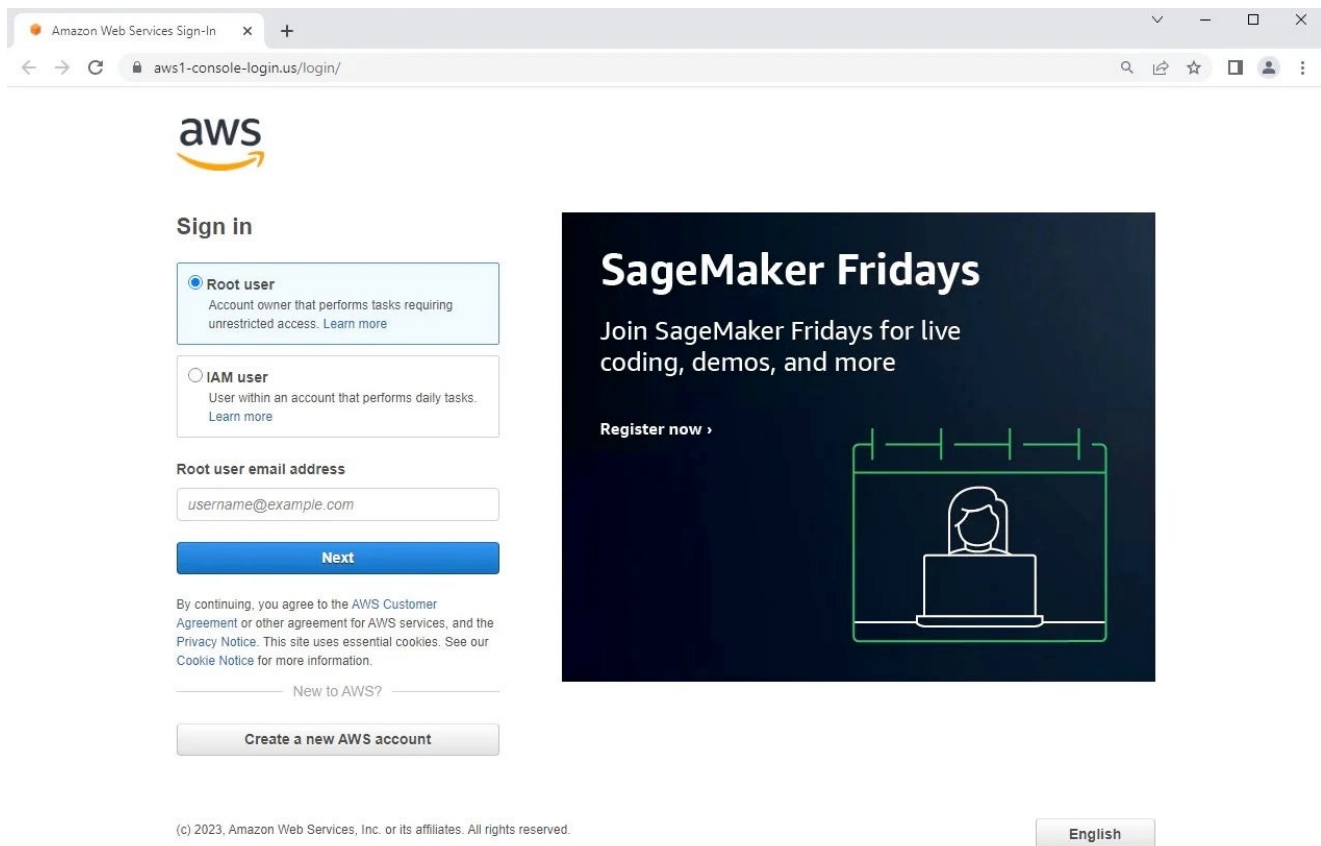 Amazon Web Services Sign-In
aws1-console-login.us/login/
aws
Sign in
Root user
Account owner that performs tasks requiring
unrestricted access. Learn more
IAM user
User within an account that performs daily tasks.
Learn more
Root user email address
username@example.com
Next
By continuing, you agree to the AWS Customer
Agreement or other agreement for AWS services, and the
Privacy Notice. This site uses essential cookies. See our
Cookie Notice for more information.
New to AWS?
Create a new AWS account
SageMaker Fridays
Join SageMaker Fridays for live
coding, demos, and more
Register now ›
(c) 2023, Amazon Web Services, Inc. or its affiliates. All rights reserved.
English